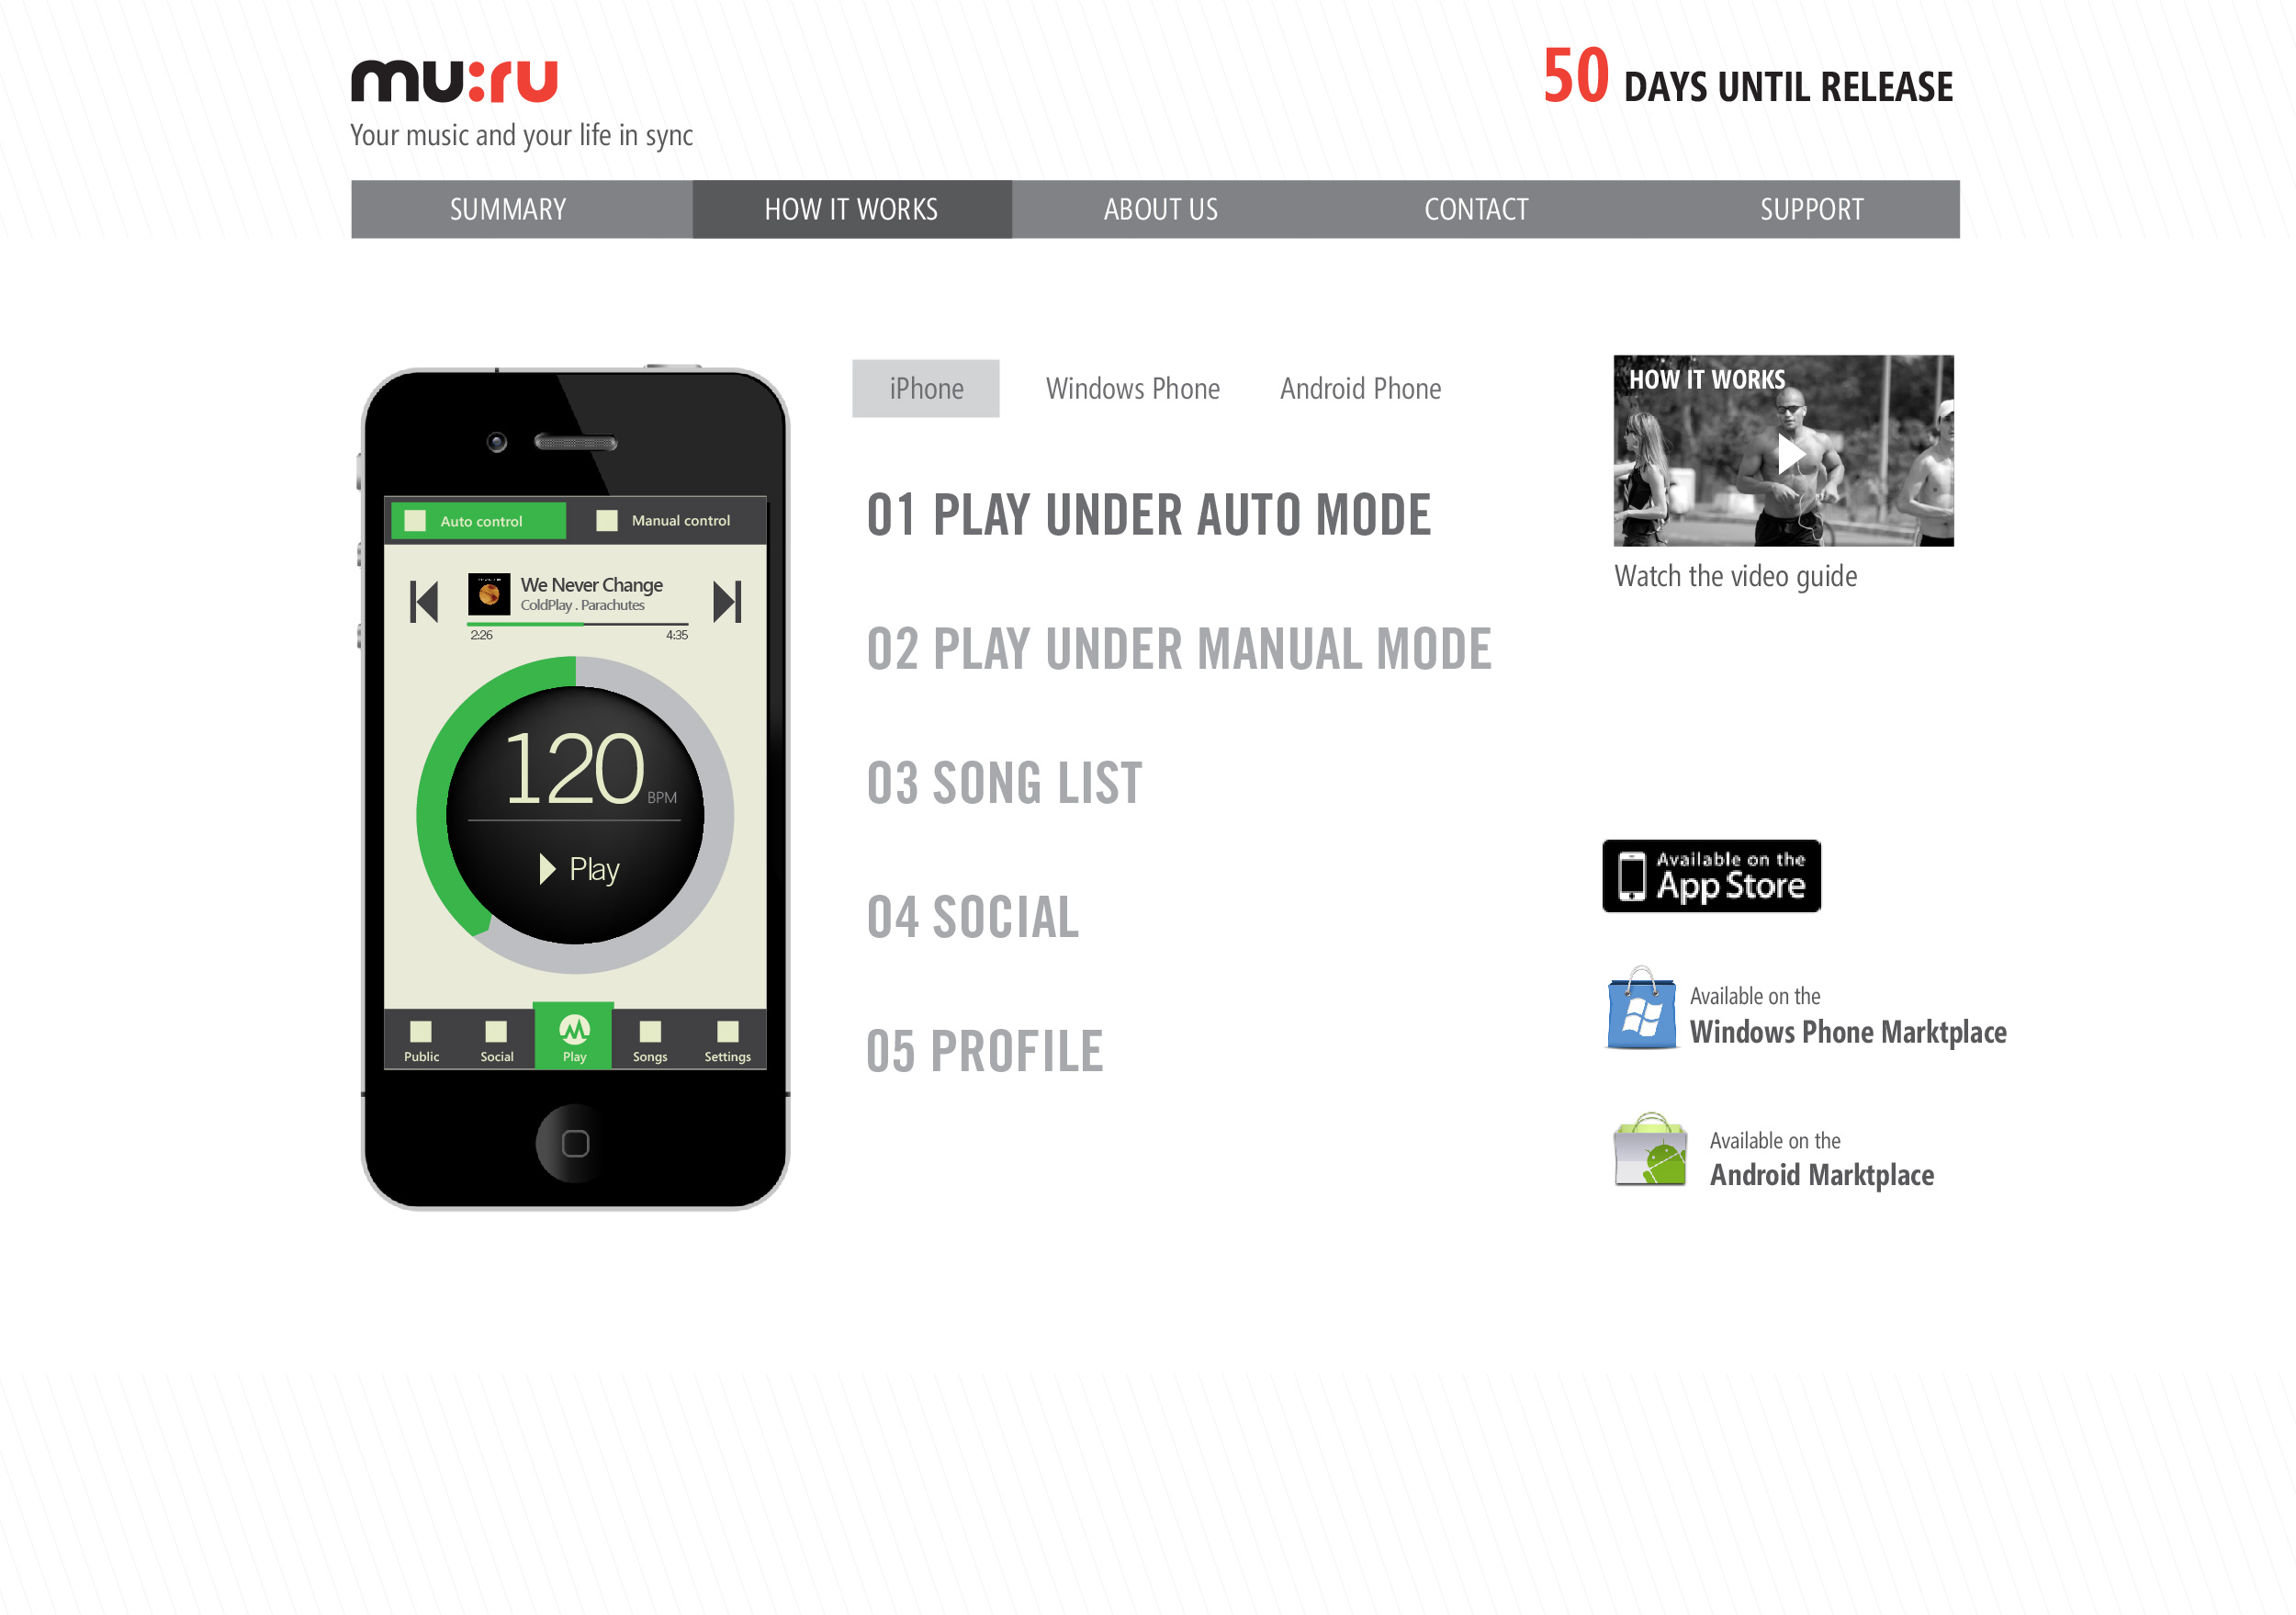 mu:ru
Your music and your life in sync
50 DAYS UNTIL RELEASE
SUMMARY
HOW IT WORKS
ABOUT US
CONTACT
SUPPORT
Auto control
Manual control
We Never Change
ColdPlay . Parachutes
2:26
4:35
120 BPM
Play
Public
Social
Play
Songs
Settings
iPhone
Windows Phone
Android Phone
01 PLAY UNDER AUTO MODE
02 PLAY UNDER MANUAL MODE
03 SONG LIST
04 SOCIAL
05 PROFILE
HOW IT WORKS
Watch the video guide
Available on the
App Store
Available on the
Windows Phone Marktplace
Available on the
Android Marktplace